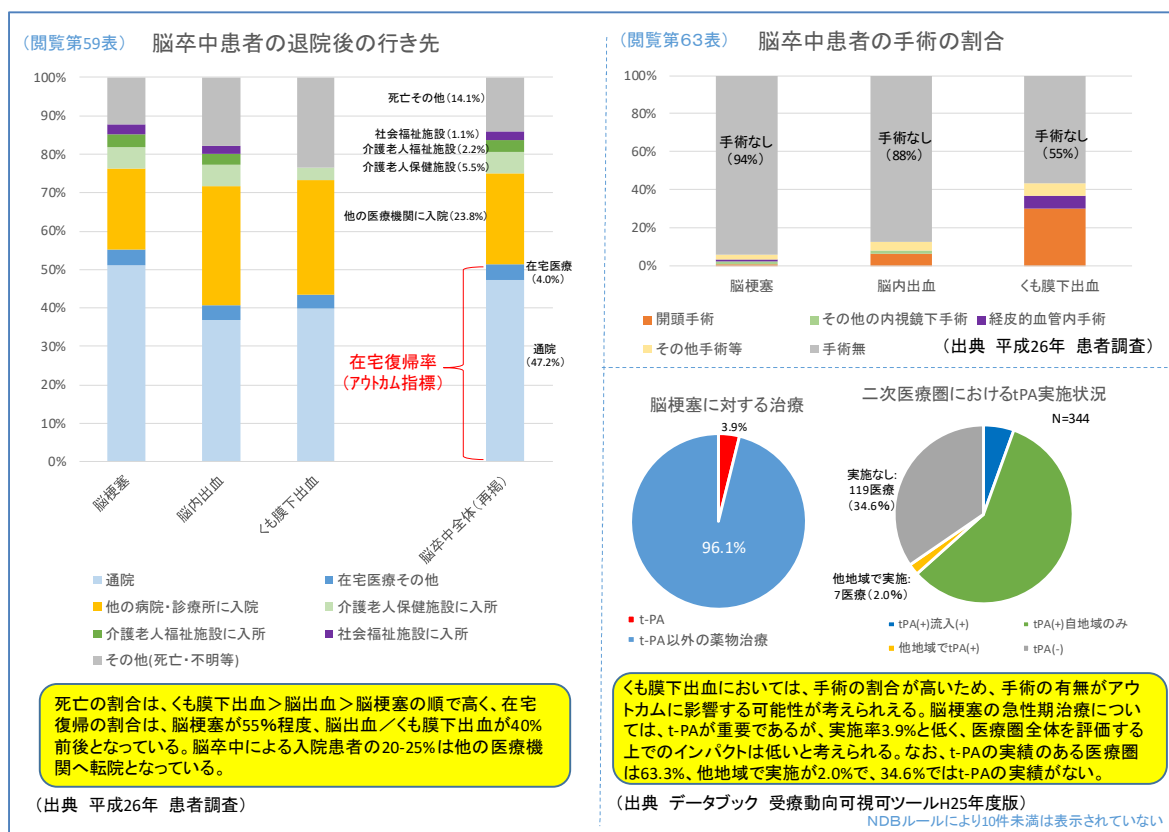 (閲覧第59表) 脳卒中患者の退院後の行き先
100%
90%
80%
70%
60%
50%
40%
30%
20%
10%
0%
死亡その他(14.1%)
社会福祉施設(1.1%)
介護老人福祉施設(2.2%)
介護老人保健施設(5.5%)
他の医療機関に入院(23.8%)
在宅医療
(4.0%)
通院
(47.2%)
在宅復帰率
(アウトカム指標)
脳梗塞
脳内出血
くも膜下出血
脳卒中全体(再掲)
通院
在宅医療その他
他の病院・診療所に入院
介護老人保健施設に入所
介護老人福祉施設に入所
社会福祉施設に入所
その他(死亡・不明等)
死亡の割合は、くも膜下出血>脳出血>脳梗塞の順で高く、在宅
復帰の割合は、脳梗塞が55%程度、脳出血/くも膜下出血が40%
前後となっている。脳卒中による入院患者の20-25%は他の医療機
関へ転院となっている。
(出典 平成26年 患者調査)
(閲覧第63表) 脳卒中患者の手術の割合
100%
80%
60%
40%
20%
0%
手術なし
(94%)
手術なし
(88%)
手術なし
(55%)
脳梗塞
脳内出血
くも膜下出血
開頭手術
その他の内視鏡下手術
経皮的血管内手術
その他手術等
手術無
(出典 平成26年 患者調査)
脳梗塞に対する治療
3.9%
96.1%
t-PA
t-PA以外の薬物治療
二次医療圏におけるtPA実施状況
N=344
実施なし:
119医療
(34.6%)
他地域で実施:
7医療(2.0%)
tPA(+)流入(+)
tPA(+)自地域のみ
他地域でtPA(+)
tPA(-)
くも膜下出血においては、手術の割合が高いため、手術の有無がアウ
トカムに影響する可能性が考えられえる。脳梗塞の急性期治療につい
ては、t-PAが重要であるが、実施率3.9%と低く、医療圏全体を評価する
上でのインパクトは低いと考えられる。なお、t-PAの実績のある医療圏
は63.3%、他地域で実施が2.0%で、34.6%ではt-PAの実績がない。
(出典 データブック 受療動向可視可ツールH25年度版)
NDBルールにより10件未満は表示されていない